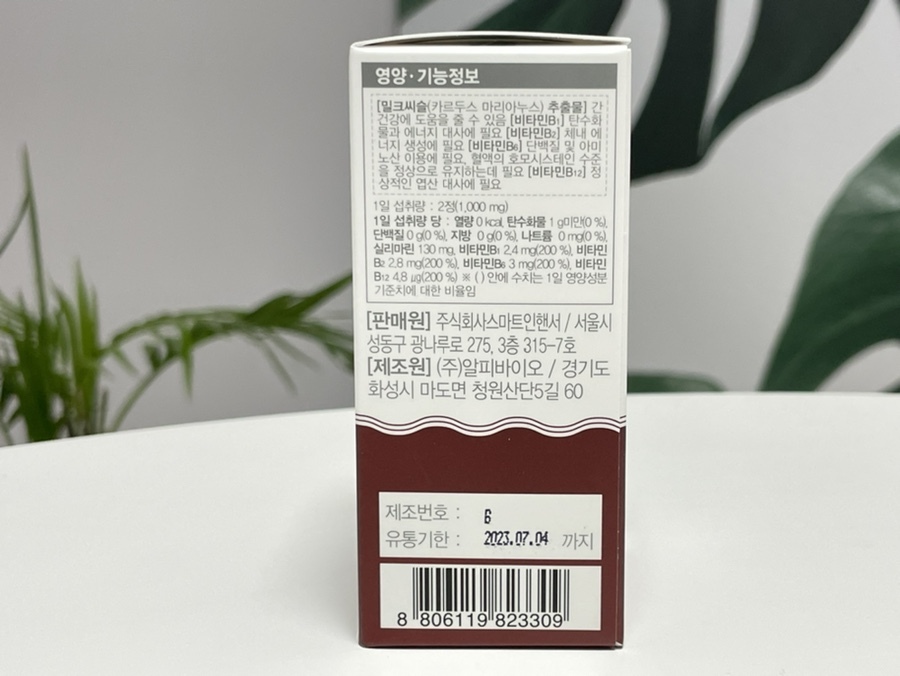 영양·기능정보
[밀크씨슬(카르두스 마리아누스) 추출물] 간
건강에 도움을 줄 수 있음 [비타민B₁] 탄수화
물과 에너지 대사에 필요 [비타민B₂] 체내 에
너지 생성에 필요 [비타민B₆] 단백질 및 아미
노산 이용에 필요, 혈액의 호모시스테인 수준
을 정상으로 유지하는데 필요 [비타민B₁₂] 정
상적인 엽산 대사에 필요
1일 섭취량 : 2정(1,000 mg)
1일 섭취량 당 : 열량 0 kcal, 탄수화물 1 g미만(0 %),
단백질 0 g(0 %), 지방 0 g(0 %), 나트륨 0 mg(0 %),
실리마린 130 mg, 비타민B₁ 2.4 mg(200 %), 비타민
B₂ 2.8 mg(200 %), 비타민B₆ 3 mg(200 %), 비타민
B₁₂ 4.8 μg(200 %) ※ ( ) 안에 수치는 1일 영양성분
기준치에 대한 비율임
[판매원] 주식회사스마트인핸서 / 서울시
성동구 광나루로 275, 3층 315-7호
[제조원] (주)알피바이오 / 경기도
화성시 마도면 청원산단5길 60
제조번호 : 6
유통기한 : 2023.07.04 까지
8 806119 823309